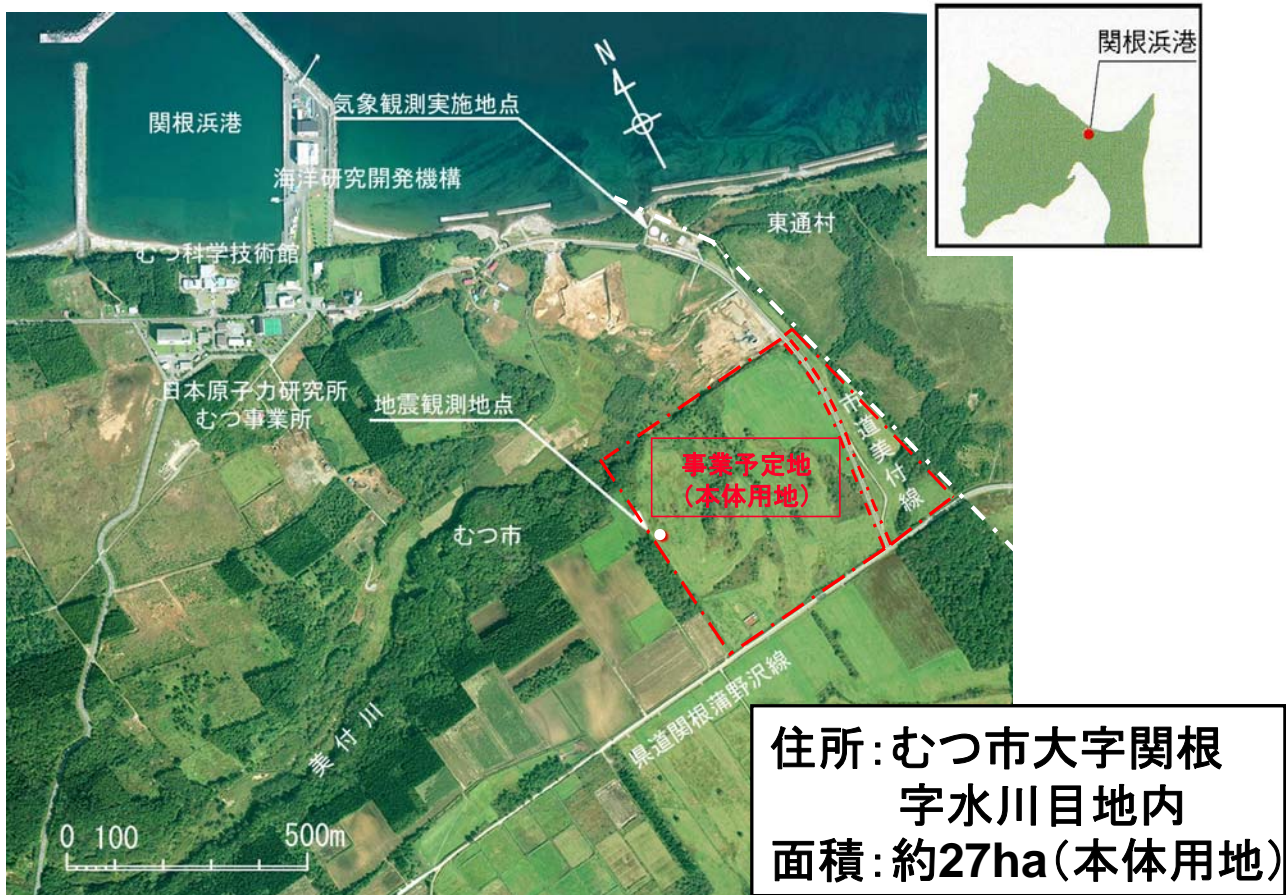 関根浜港
N
気象観測実施地点
関根浜港
海洋研究開発機構
東通村
むつ科学技術館
日本原子力研究所
むつ事業所
地震観測地点
市道美付線
事業予定地
（本体用地）
むつ市
県道関根蒲野沢線
美付川
0 100 500m
住所：むつ市大字関根
字水川目地内
面積：約27ha（本体用地）